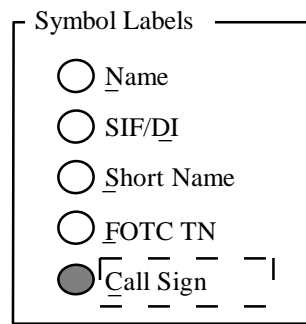 Symbol Labels
Name
SIF/DI
Short Name
FOTC TN
Call Sign